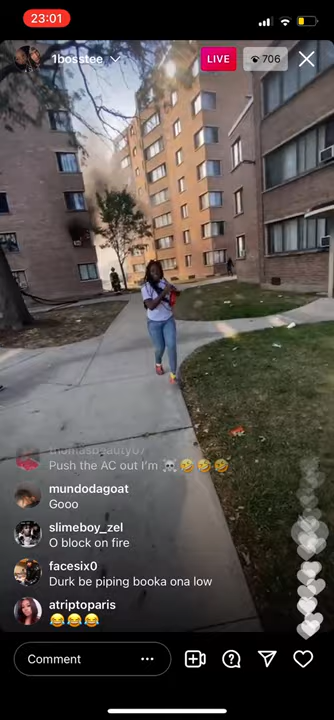 23:01
1bosstee
LIVE
706
thomasbeauty07
Push the AC out I'm ☠️🤣🤣🤣
mundodagoat
Gooo
slimeboy_zel
O block on fire
facesix0
Durk be piping booka ona low
atriptoparis
😂😂😂
Comment